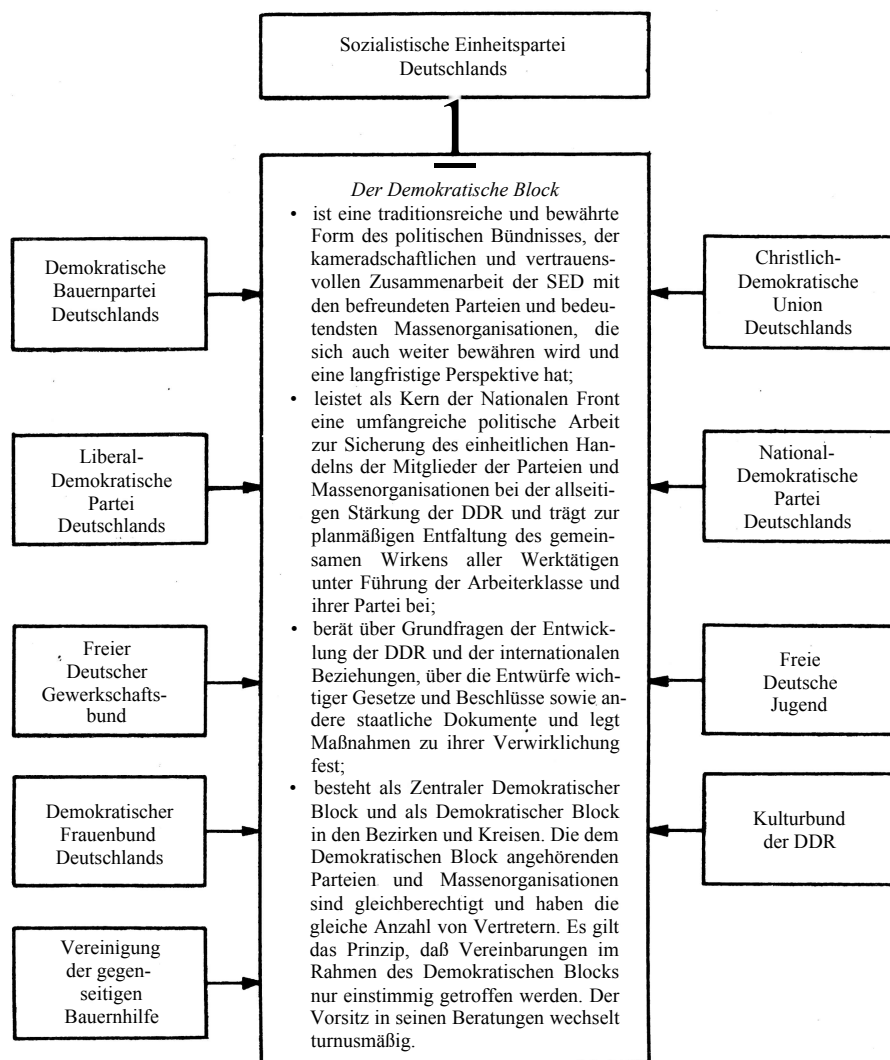 Sozialistische Einheitspartei
Deutschlands
Der Demokratische Block
• ist eine traditionsreiche und bewährte
Form des politischen Bündnisses, der
kameradschaftlichen und vertrauens-
vollen Zusammenarbeit der SED mit
den befreundeten Parteien und bedeu-
tendsten Massenorganisationen, die
sich auch weiter bewähren wird und
eine langfristige Perspektive hat;
• leistet als Kern der Nationalen Front
eine umfangreiche politische Arbeit
zur Sicherung des einheitlichen Han-
delns der Mitglieder der Parteien und
Massenorganisationen bei der allseiti-
gen Stärkung der DDR und trägt zur
planmäßigen Entfaltung des gemein-
samen Wirkens aller Werktätigen
unter Führung der Arbeiterklasse und
ihrer Partei bei;
• berät über Grundfragen der Entwick-
lung der DDR und der internationalen
Beziehungen, über die Entwürfe wich-
tiger Gesetze und Beschlüsse sowie an-
dere staatliche Dokumente und legt
Maßnahmen zu ihrer Verwirklichung
fest;
• besteht als Zentraler Demokratischer
Block und als Demokratischer Block
in den Bezirken und Kreisen. Die dem
Demokratischen Block angehörenden
Parteien und Massenorganisationen
sind gleichberechtigt und haben die
gleiche Anzahl von Vertretern. Es gilt
das Prinzip, daß Vereinbarungen im
Rahmen des Demokratischen Blocks
nur einstimmig getroffen werden. Der
Vorsitz in seinen Beratungen wechselt
turnusmäßig.
Demokratische
Bauernpartei
Deutschlands
Liberal-
Demokratische
Partei
Deutschlands
Freier
Deutscher
Gewerkschafts-
bund
Demokratischer
Frauenbund
Deutschlands
Vereinigung
der gegen-
seitigen
Bauernhilfe
Christlich-
Demokratische
Union
Deutschlands
National-
Demokratische
Partei
Deutschlands
Freie
Deutsche
Jugend
Kulturbund
der DDR